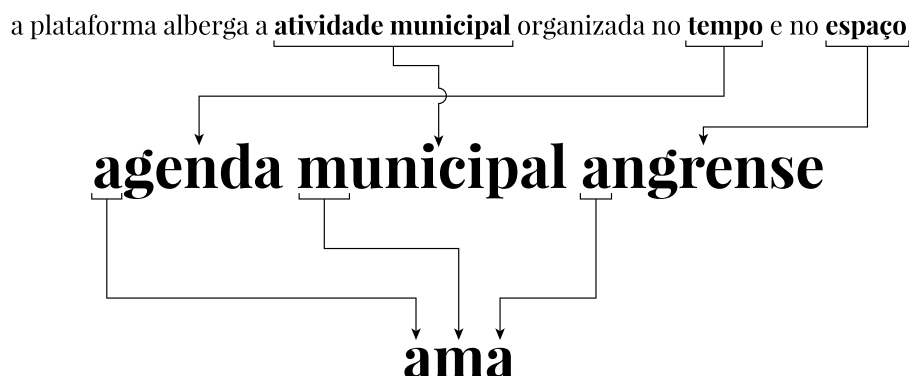 a plataforma alberga a atividade municipal organizada no tempo e no espaço
agenda municipal angrense
ama